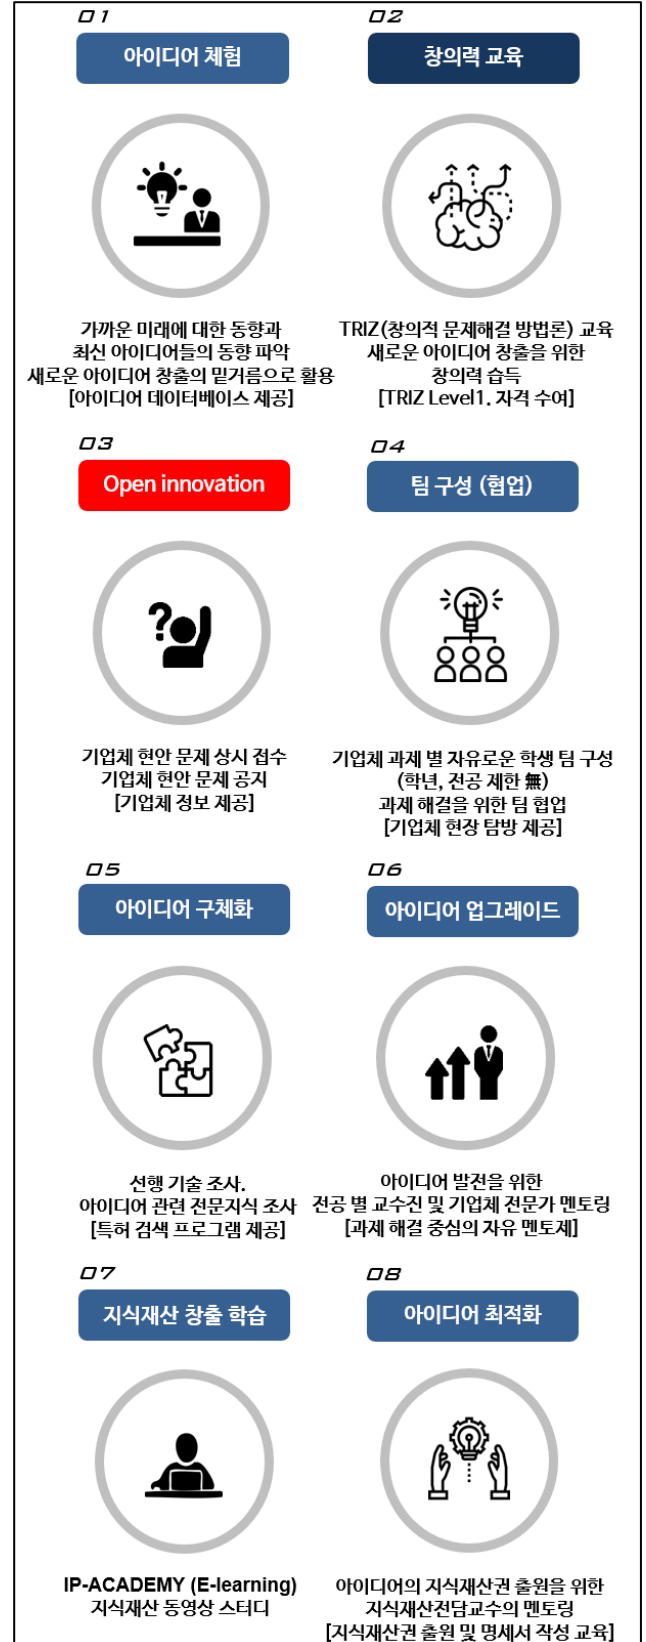 01
아이디어 체험
가까운 미래에 대한 동향과
최신 아이디어들의 동향 파악
새로운 아이디어 창출의 밑거름으로 활용
[아이디어 데이터베이스 제공]
02
창의력 교육
TRIZ(창의적 문제해결 방법론) 교육
새로운 아이디어 창출을 위한
창의력 습득
[TRIZ Level1. 자격 수여]
03
Open innovation
기업체 현안 문제 상시 접수
기업체 현안 문제 공지
[기업체 정보 제공]
04
팀 구성 (협업)
기업체 과제 별 자유로운 학생 팀 구성
(학년, 전공 제한 無)
과제 해결을 위한 팀 협업
[기업체 현장 탐방 제공]
05
아이디어 구체화
선행 기술 조사.
아이디어 관련 전문지식 조사
[특허 검색 프로그램 제공]
06
아이디어 업그레이드
아이디어 발전을 위한
전공 별 교수진 및 기업체 전문가 멘토링
[과제 해결 중심의 자유 멘토제]
07
지식재산 창출 학습
IP-ACADEMY (E-learning)
지식재산 동영상 스터디
08
아이디어 최적화
아이디어의 지식재산권 출원을 위한
지식재산전담교수의 멘토링
[지식재산권 출원 및 명세서 작성 교육]